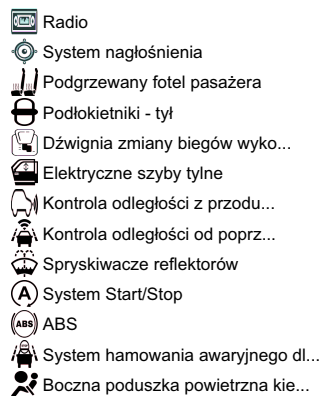 Radio
System nagłośnienia
Podgrzewany fotel pasażera
Podłokietniki - tył
Dźwignia zmiany biegów wyko...
Elektryczne szyby tylne
Kontrola odległości z przodu...
Kontrola odległości od poprz...
Spryskiwacze reflektorów
A System Start/Stop
ABS ABS
System hamowania awaryjnego dl...
Boczna poduszka powietrzna kie...